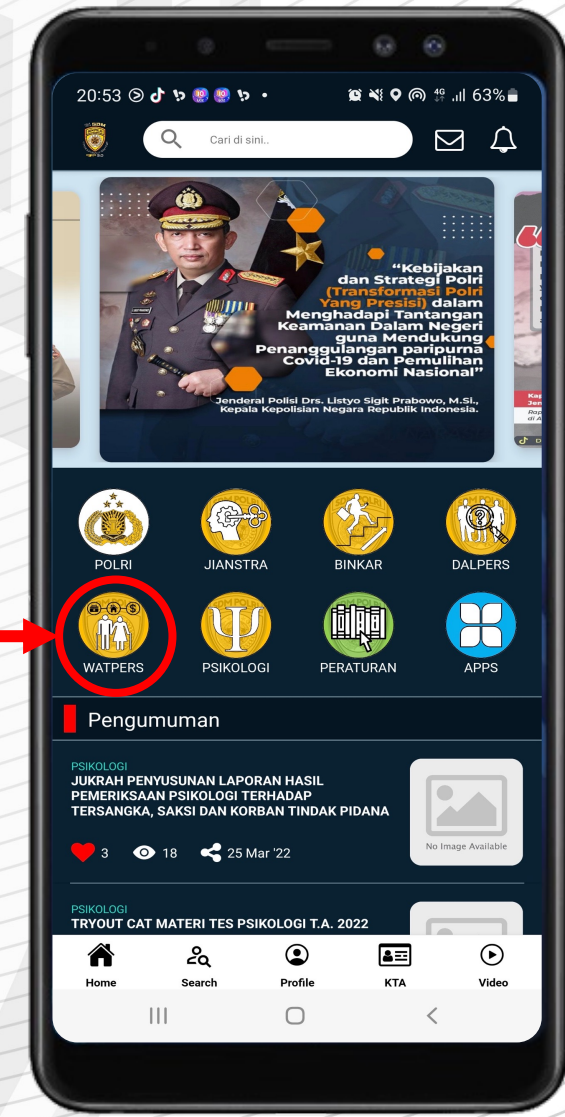 20:53
4G
63%
Cari di sini..
“Kebijakan
dan Strategi Polri
(Transformasi Polri
Yang Presisi) dalam
Menghadapi Tantangan
Keamanan Dalam Negeri
guna Mendukung
Penanggulangan paripurna
Covid-19 dan Pemulihan
Ekonomi Nasional”
Jenderal Polisi Drs. Listyo Sigit Prabowo, M.Si.,
Kepala Kepolisian Negara Republik Indonesia.
POLRI
JIANSTRA
BINKAR
DALPERS
WATPERS
PSIKOLOGI
PERATURAN
APPS
Pengumuman
PSIKOLOGI
JUKRAH PENYUSUNAN LAPORAN HASIL
PEMERIKSAAN PSIKOLOGI TERHADAP
TERSANGKA, SAKSI DAN KORBAN TINDAK PIDANA
No Image Available
3
18
25 Mar '22
PSIKOLOGI
TRYOUT CAT MATERI TES PSIKOLOGI T.A. 2022
Home
Search
Profile
KTA
Video